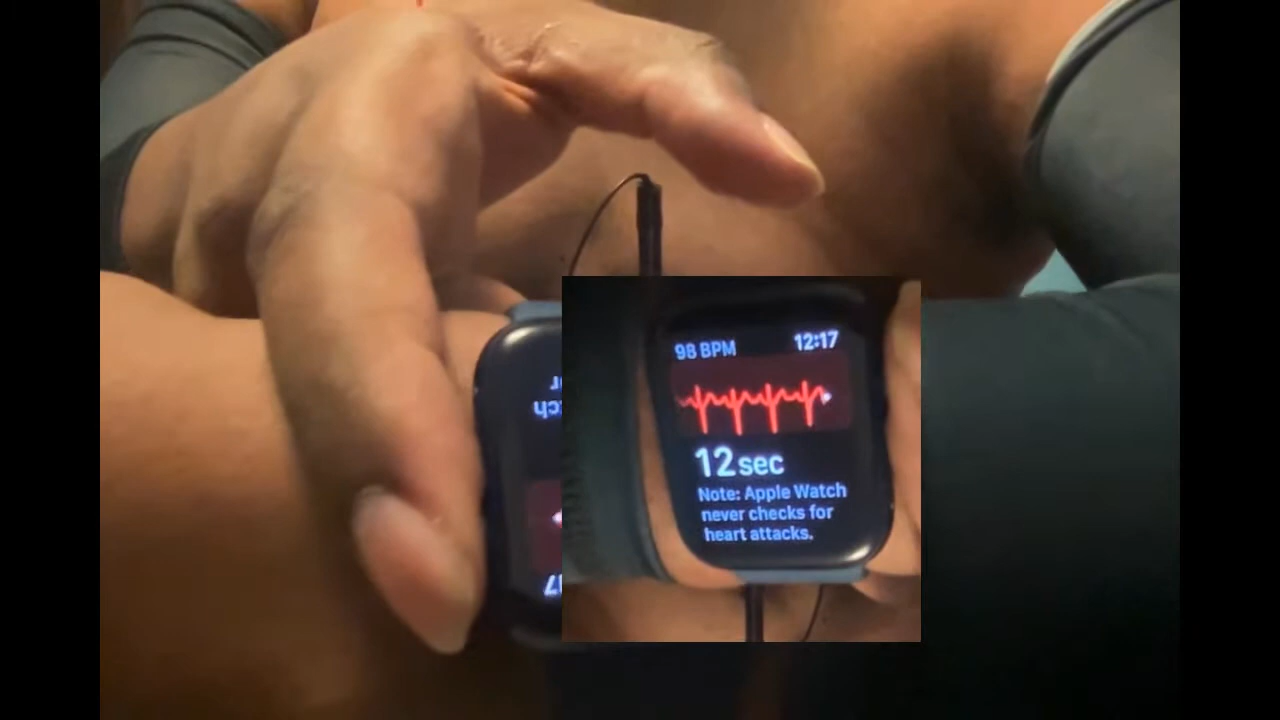 98 BPM 12:17
12 sec
Note: Apple Watch
never checks for
heart attacks.